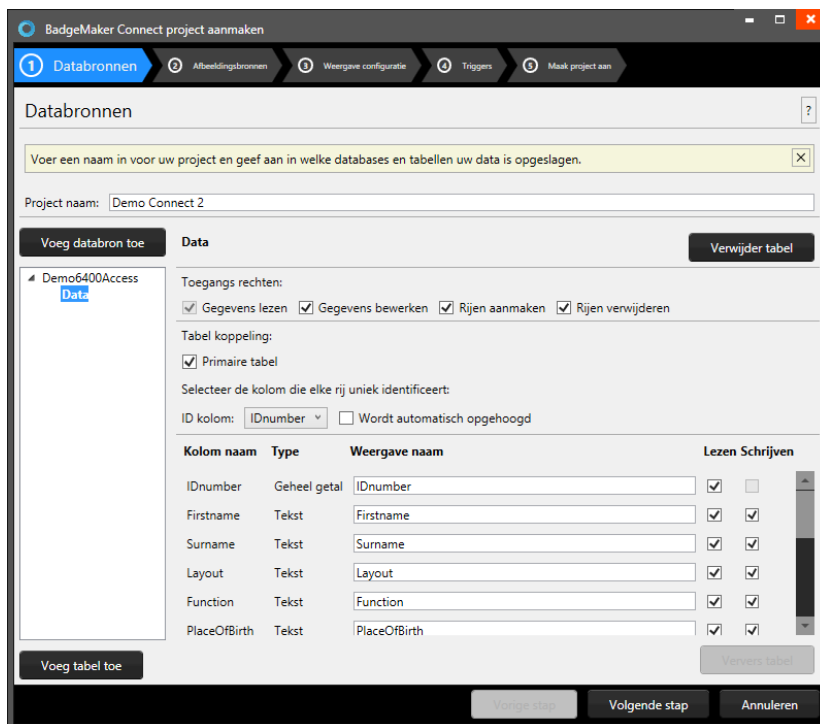 BadgeMaker Connect project aanmaken
1 Databronnen 2 Afbeeldingsbronnen 3 Weergave configuratie 4 Triggers 5 Maak project aan
Databronnen ?
Voer een naam in voor uw project en geef aan in welke databases en tabellen uw data is opgeslagen.
Project naam: Demo Connect 2
Voeg databron toe
Demo6400Access
Data
Voeg tabel toe
Data Verwijder tabel
Toegangs rechten:
Gegevens lezen Gegevens bewerken Rijen aanmaken Rijen verwijderen
Tabel koppeling:
Primaire tabel
Selecteer de kolom die elke rij uniek identificeert:
ID kolom: IDnumber Wordt automatisch opgehoogd
Kolom naam Type Weergave naam Lezen Schrijven
IDnumber Geheel getal IDnumber
Firstname Tekst Firstname
Surname Tekst Surname
Layout Tekst Layout
Function Tekst Function
PlaceOfBirth Tekst PlaceOfBirth
Ververs tabel
Vorige stap Volgende stap Annuleren